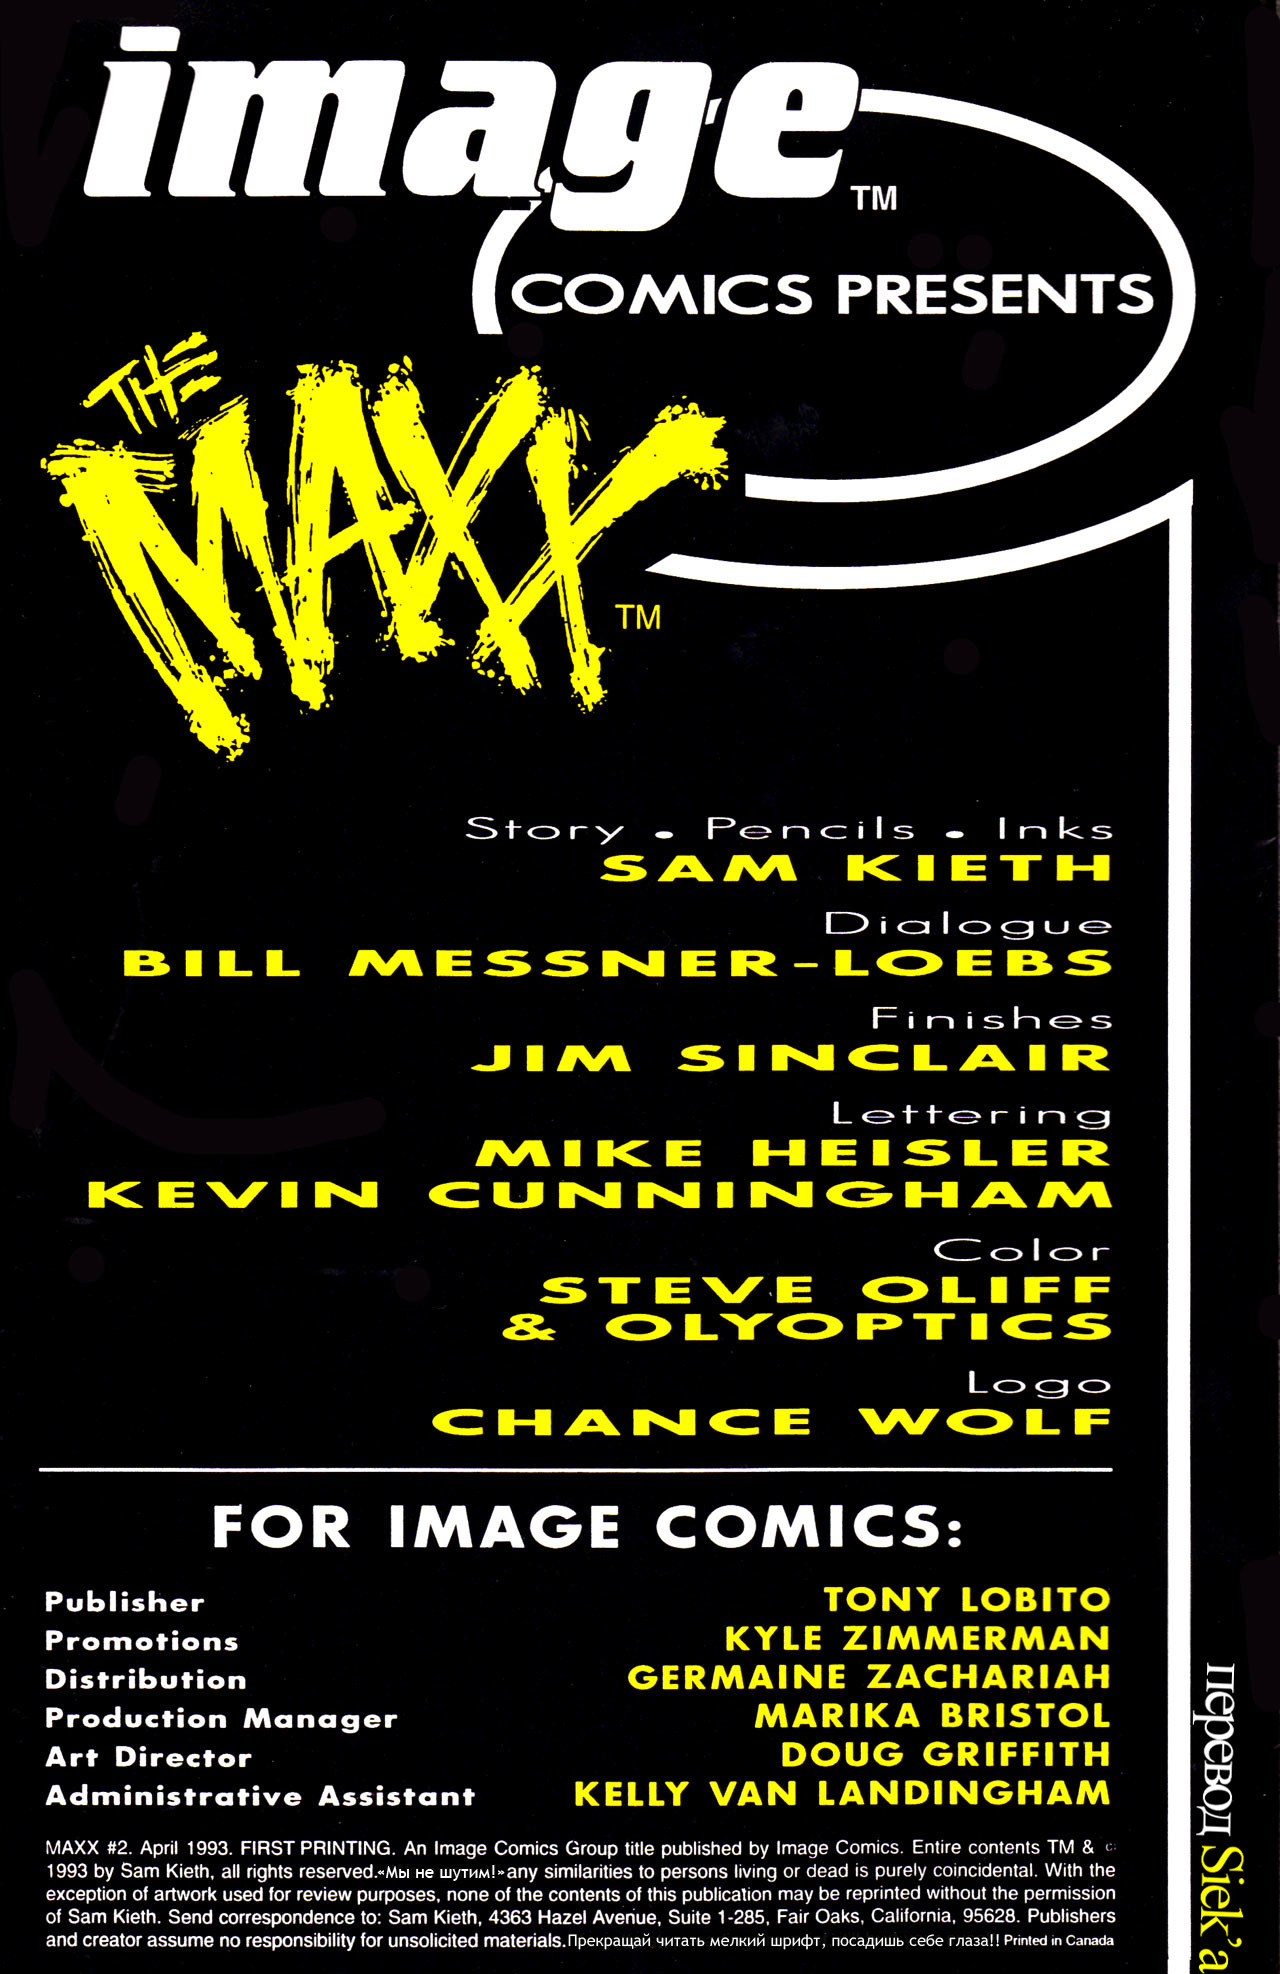 image TM
COMICS PRESENTS
THE
MAXX TM
Story • Pencils • Inks
SAM KIETH
Dialogue
BILL MESSNER-LOEBS
Finishes
JIM SINCLAIR
Lettering
MIKE HEISLER
KEVIN CUNNINGHAM
Color
STEVE OLIFF
& OLYOPTICS
Logo
CHANCE WOLF
FOR IMAGE COMICS:
Publisher TONY LOBITO
Promotions KYLE ZIMMERMAN
Distribution GERMAINE ZACHARIAH
Production Manager MARIKA BRISTOL
Art Director DOUG GRIFFITH
Administrative Assistant KELLY VAN LANDINGHAM
MAXX #2. April 1993. FIRST PRINTING. An Image Comics Group title published by Image Comics. Entire contents TM & ©
1993 by Sam Kieth, all rights reserved.«Мы не шутим!»any similarities to persons living or dead is purely coincidental. With the
exception of artwork used for review purposes, none of the contents of this publication may be reprinted without the permission
of Sam Kieth. Send correspondence to: Sam Kieth, 4363 Hazel Avenue, Suite 1-285, Fair Oaks, California, 95628. Publishers
and creator assume no responsibility for unsolicited materials.Прекращай читать мелкий шрифт, посадишь себе глаза!! Printed in Canada
перевод Siek'a